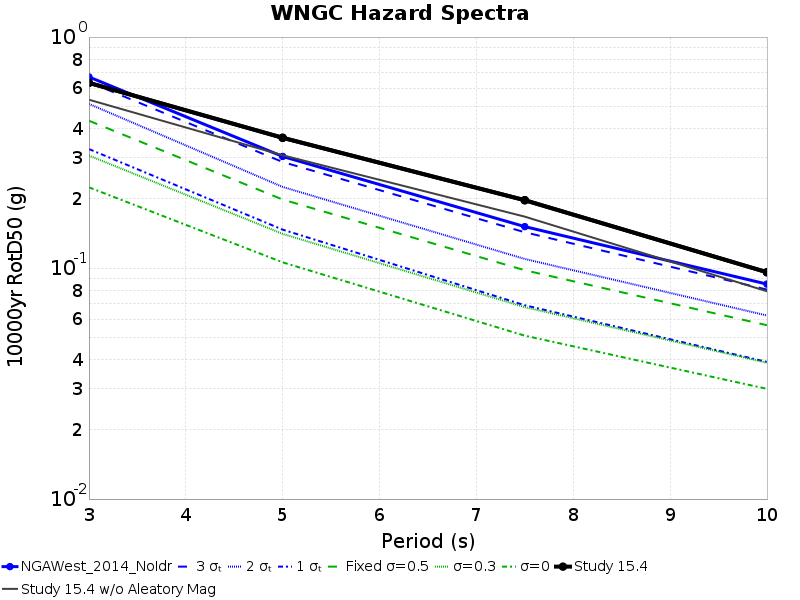 WNGC Hazard Spectra
10^0
8
6
4
3
2
10^-1
8
6
4
3
2
10^-2
10000yr RotD50 (g)
3 4 5 6 7 8 9 10
Period (s)
NGAWest_2014_NoIdr 3 σₜ 2 σₜ 1 σₜ Fixed σ=0.5 σ=0.3 σ=0 Study 15.4
Study 15.4 w/o Aleatory Mag